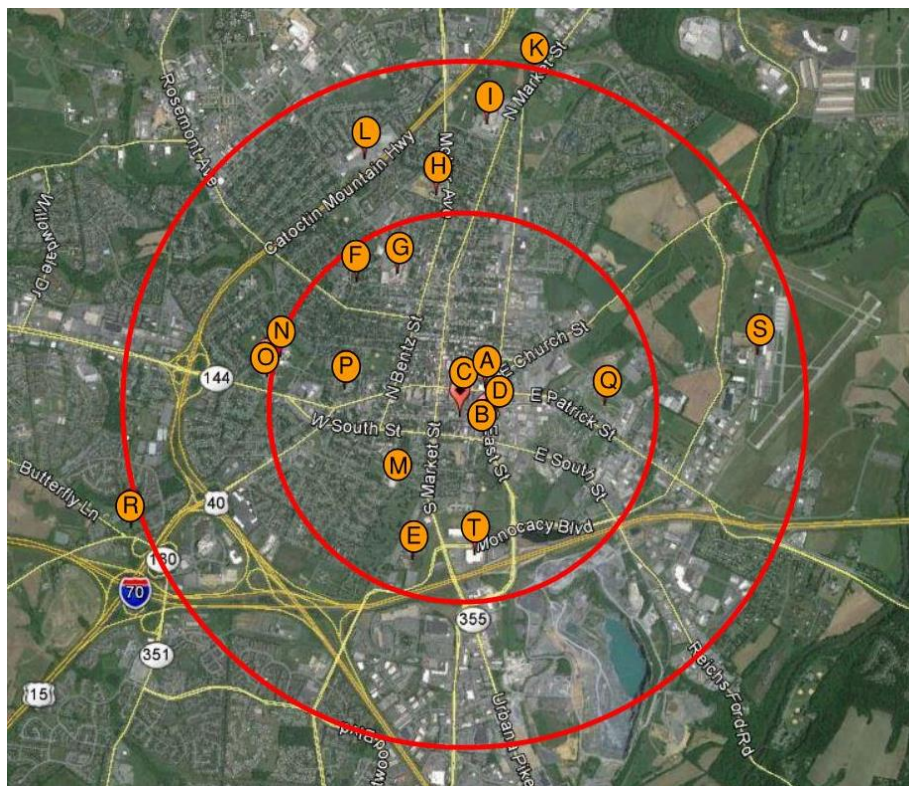 K
N Market St
I
Rosemont Ave
L
Catoctin Mountain Hwy
H
Ave
Willowdale Dr
G
F
N
S
O
N Bentz St
E Church St
A
P
C
144
Q
D
E Patrick St
B
W South St
East St
S Market St
E South St
M
Butterfly Ln
40
R
E
T
Monocacy Blvd
180
70
355
351
15
Reichs Ford Rd
Urbana Pike
Blvd